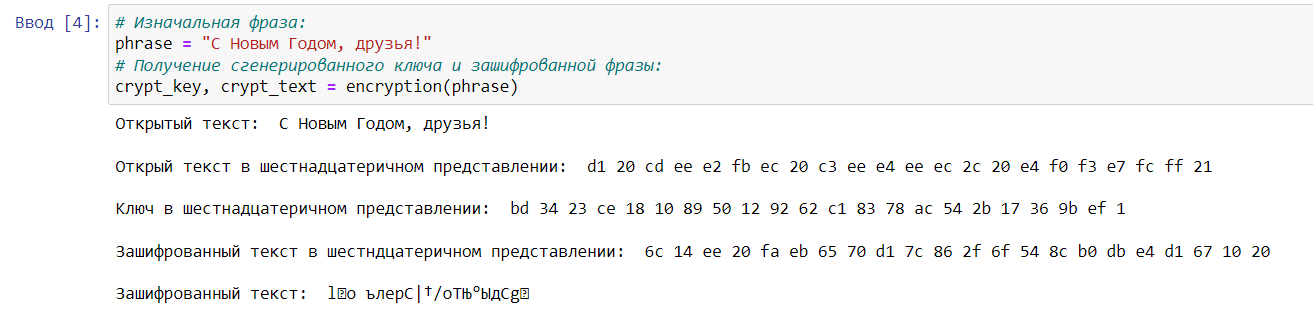 Ввод [4]:
# Изначальная фраза:
phrase = "С Новым Годом, друзья!"
# Получение сгенерированного ключа и зашифрованной фразы:
crypt_key, crypt_text = encryption(phrase)
Открытый текст:  С Новым Годом, друзья!
Открый текст в шестнадцатеричном представлении:  d1 20 cd ee e2 fb ec 20 c3 ee e4 ee ec 2c 20 e4 f0 f3 e7 fc ff 21
Ключ в шестнадцатеричном представлении:  bd 34 23 ce 18 10 89 50 12 92 62 c1 83 78 ac 54 2b 17 36 9b ef 1
Зашифрованный текст в шестндцатеричном представлении:  6c 14 ee 20 fa eb 65 70 d1 7c 86 2f 6f 54 8c b0 db e4 d1 67 10 20
Зашифрованный текст:  l о ълерС|†/oTЊ°ЫдСg